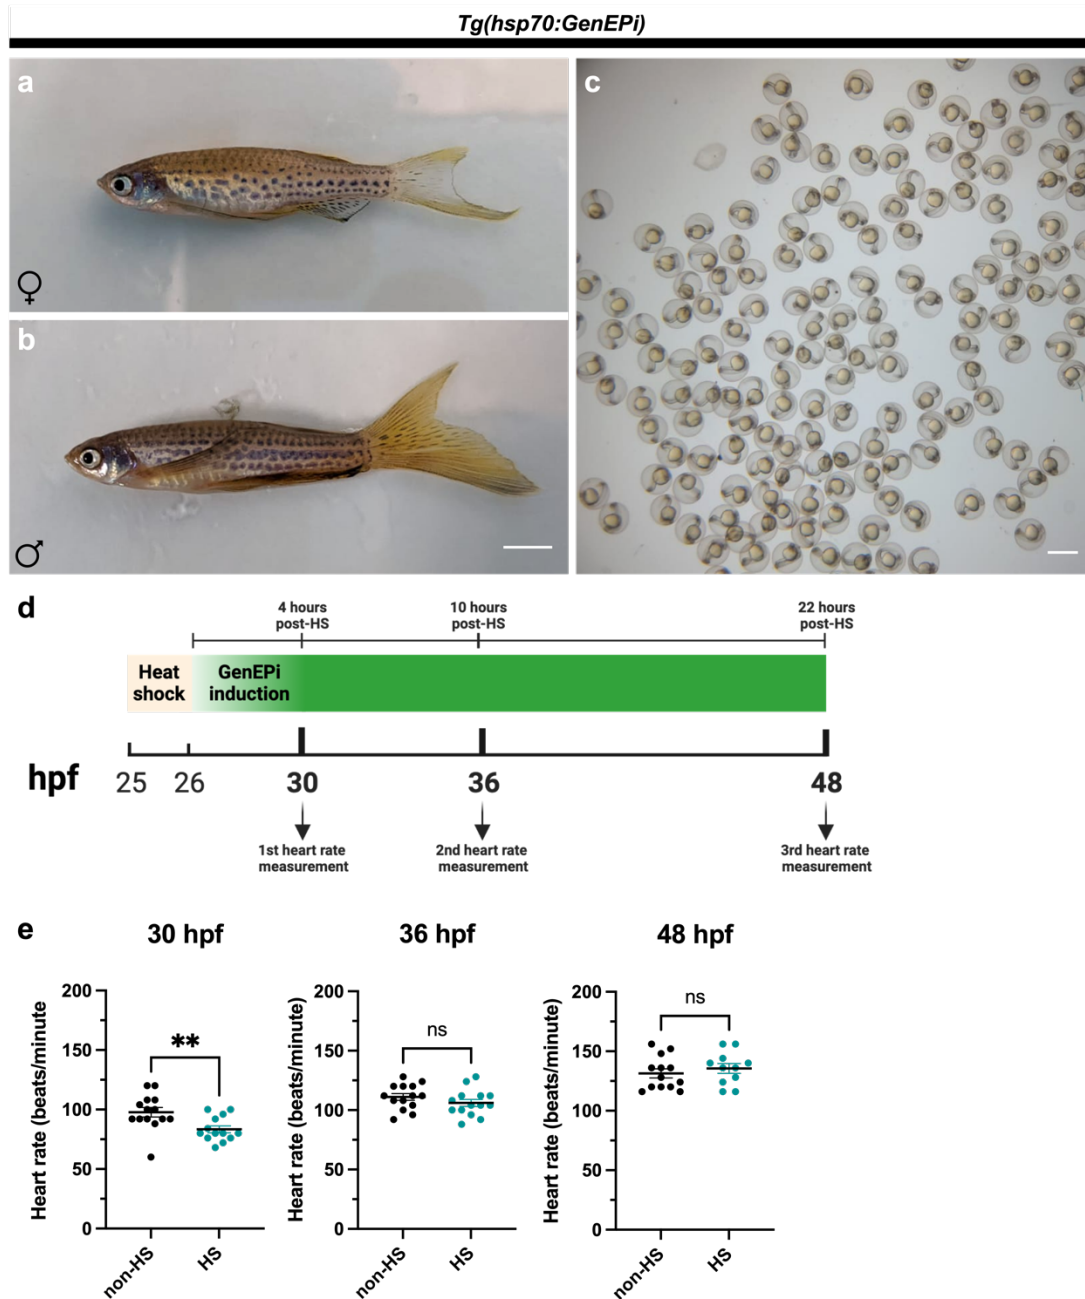 Tg(hsp70:GenEPi)
a
c
♀
b
♂
d
4 hours
post-HS
10 hours
post-HS
22 hours
post-HS
Heat
shock
GenEPi
induction
hpf
25
26
30
36
48
1st heart rate
measurement
2nd heart rate
measurement
3rd heart rate
measurement
e
30 hpf
Heart rate (beats/minute
200
150
100
50
0
**
non-HS
HS
36 hpf
Heart rate (beats/minute)
200
150
100
50
0
ns
non-HS
HS
48 hpf
Heart rate (beats/minute)
200
150
100
50
0
ns
non-HS
HS